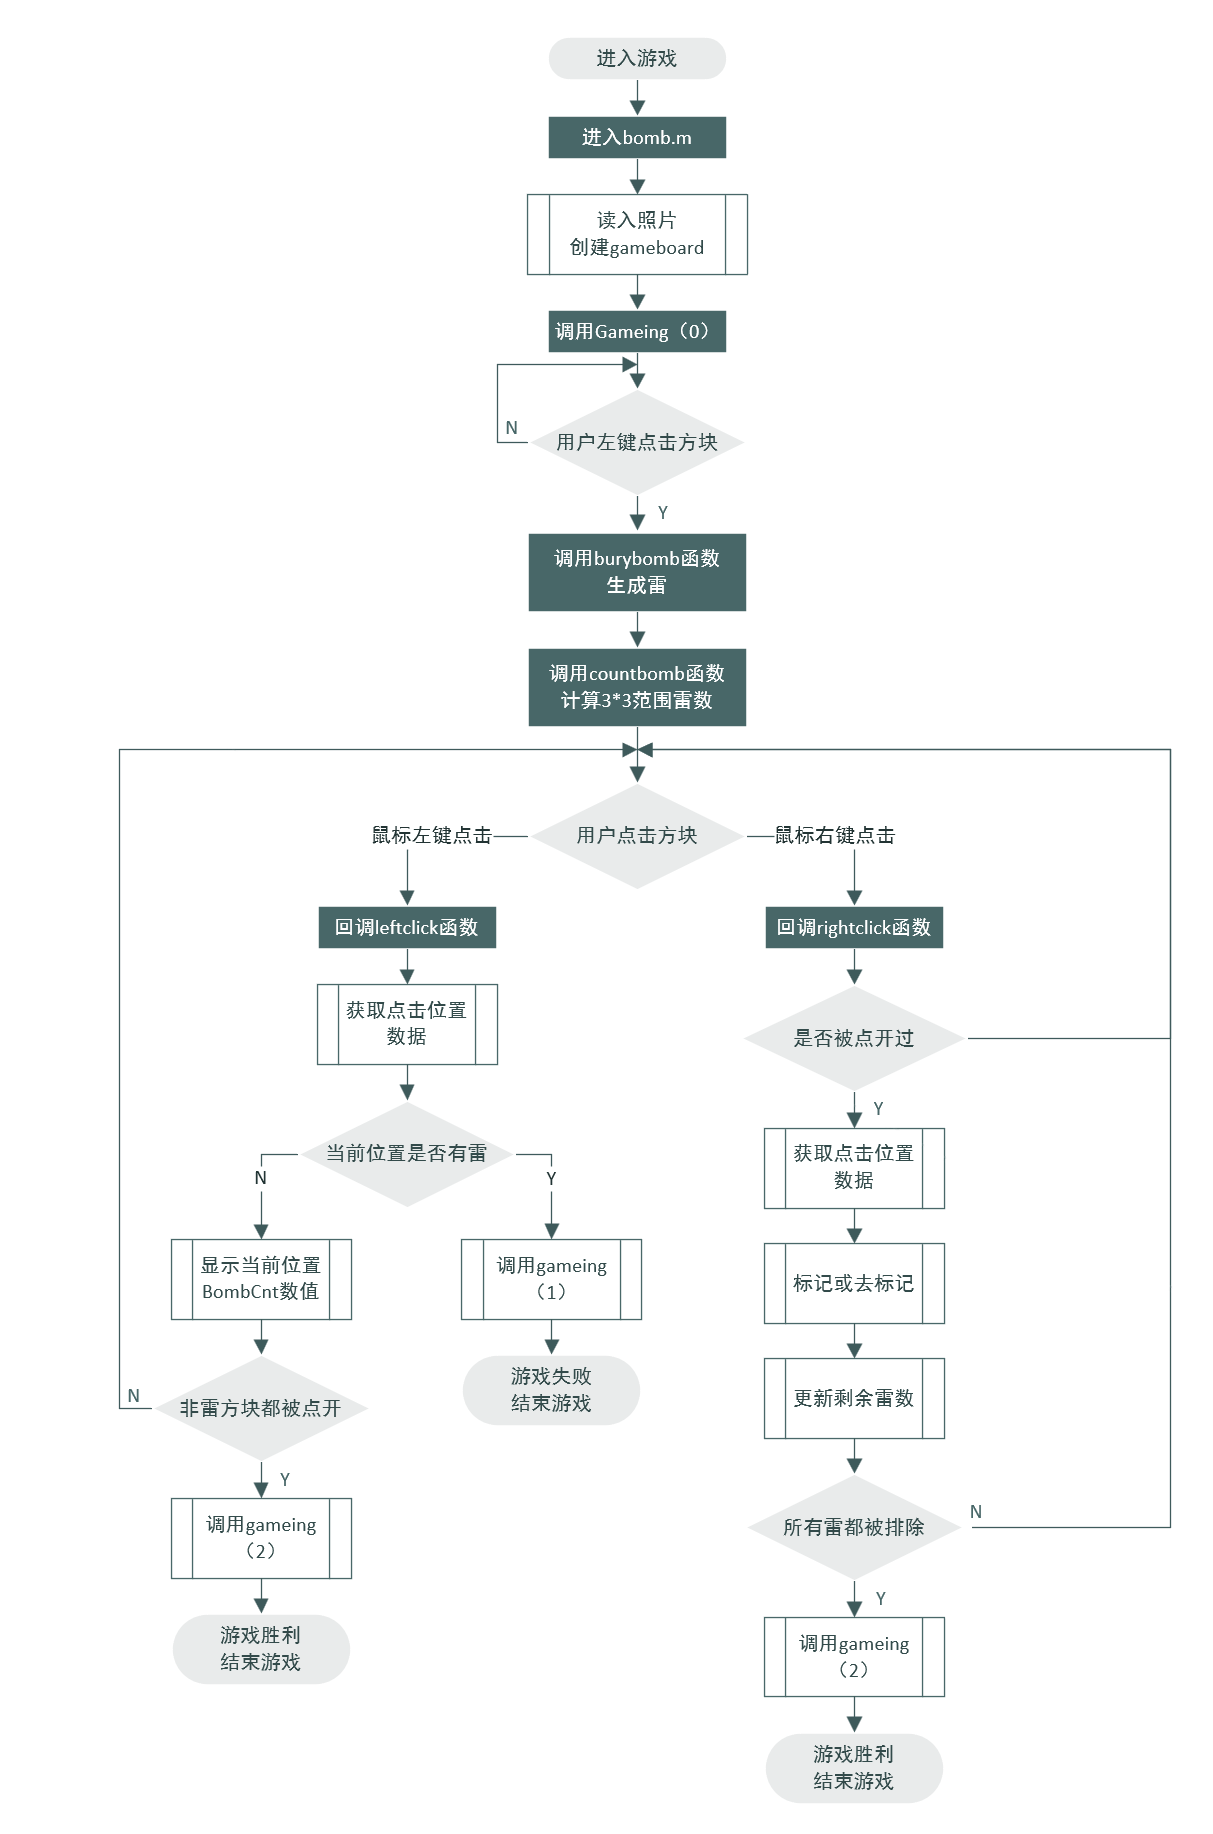 进入游戏
进入bomb.m
读入照片
创建gameboard
调用Gameing（0）
N
用户左键点击方块
Y
调用burybomb函数
生成雷
调用countbomb函数
计算3*3范围雷数
鼠标左键点击
用户点击方块
鼠标右键点击
回调leftclick函数
回调rightclick函数
获取点击位置
数据
是否被点开过
Y
当前位置是否有雷
N
Y
获取点击位置
数据
显示当前位置
BombCnt数值
调用gameing
（1）
标记或去标记
游戏失败
结束游戏
N
非雷方块都被点开
更新剩余雷数
Y
调用gameing
（2）
所有雷都被排除
N
Y
游戏胜利
结束游戏
调用gameing
（2）
游戏胜利
结束游戏